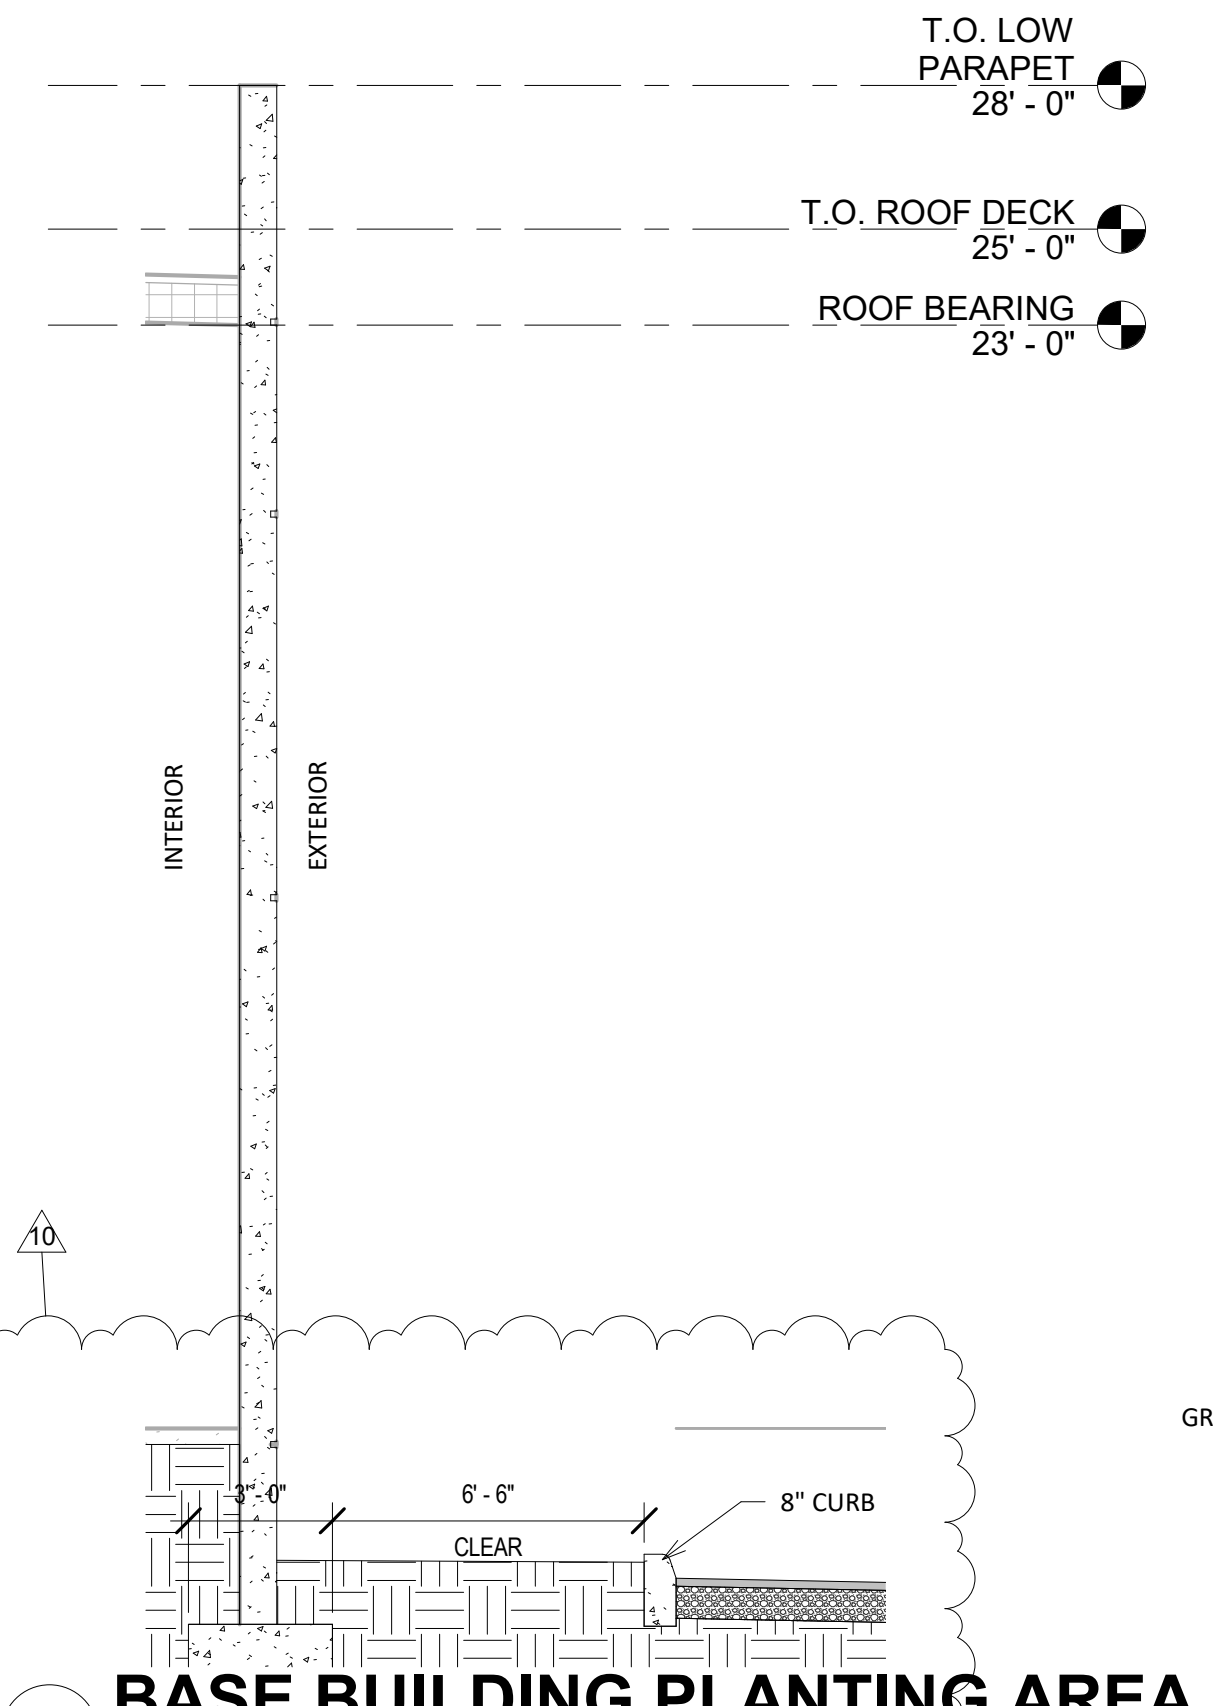 T.O. LOW
PARAPET
28' - 0"
T.O. ROOF DECK
25' - 0"
ROOF BEARING
23' - 0"
INTERIOR
EXTERIOR
10
GR
3' - 0"
6' - 6"
8" CURB
CLEAR
BASE BUILDING PLANTING AREA